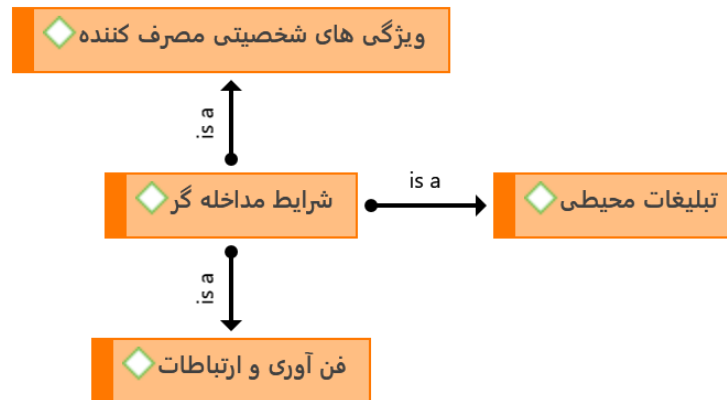 ویژگی های شخصیتی مصرف کننده
is a
شرایط مداخله گر
is a
تبلیغات محیطی
is a
فن آوری و ارتباطات